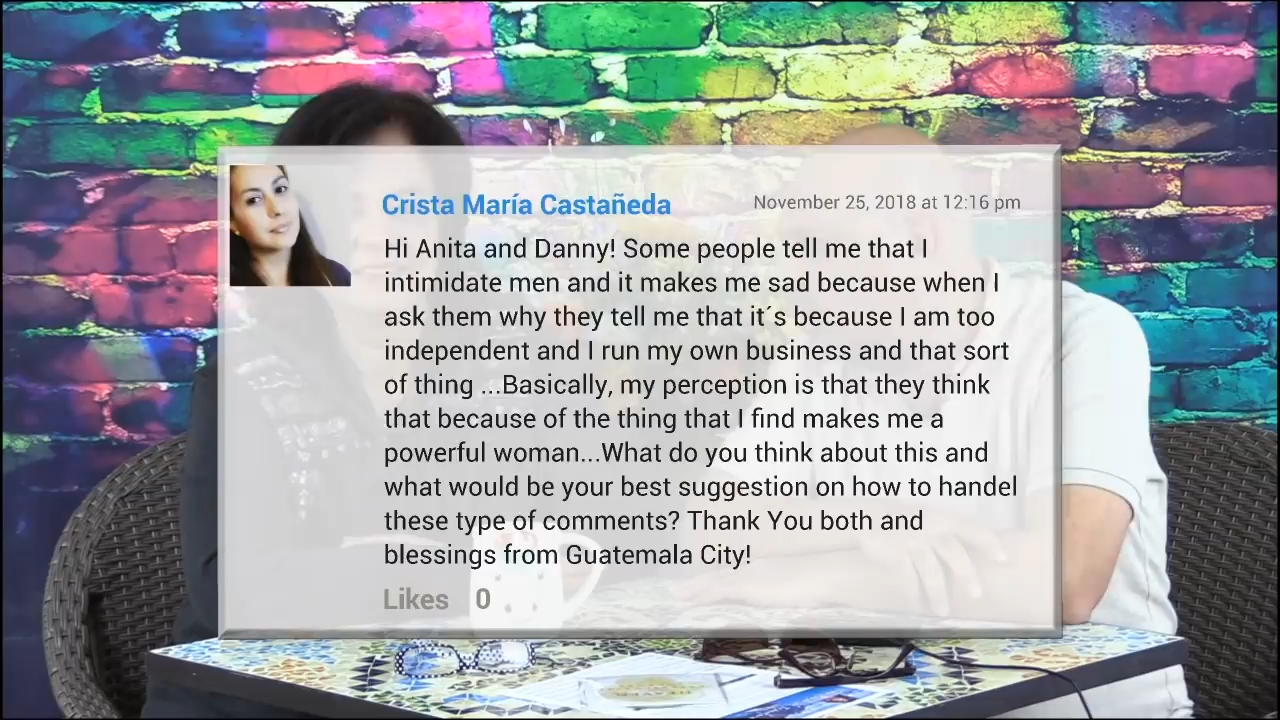 Crista María Castañeda
November 25, 2018 at 12:16 pm
Hi Anita and Danny! Some people tell me that I
intimidate men and it makes me sad because when I
ask them why they tell me that it´s because I am too
independent and I run my own business and that sort
of thing ...Basically, my perception is that they think
that because of the thing that I find makes me a
powerful woman...What do you think about this and
what would be your best suggestion on how to handel
these type of comments? Thank You both and
blessings from Guatemala City!
Likes 0